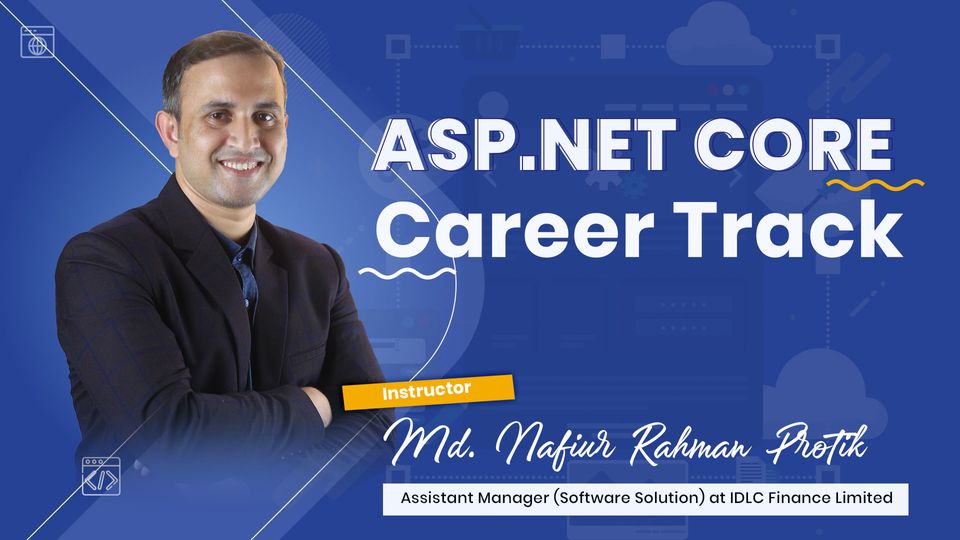 ASP.NET CORE
Career Track
Instructor
Md. Nafiur Rahman Protik
Assistant Manager (Software Solution) at IDLC Finance Limited